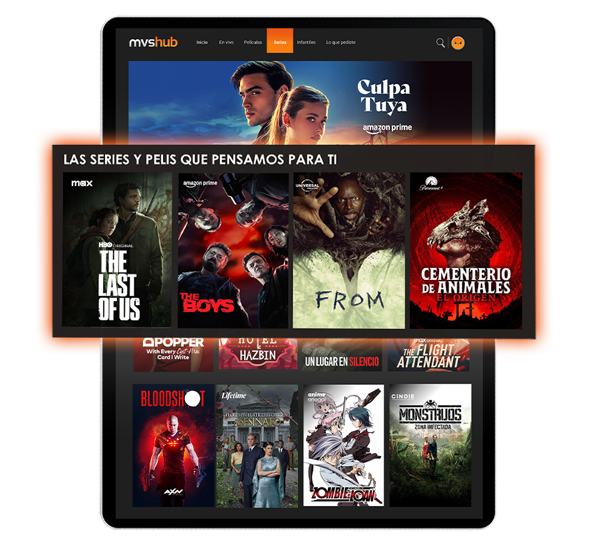 mvshub Inicio En vivo Películas Series Infantiles Lo que pediste
Culpa
Tuya
amazon prime
LAS SERIES Y PELIS QUE PENSAMOS PARA TI
max
HBO ORIGINAL
THE
LAST
OF US
amazon prime
THE
BOYS
UNIVERSAL
FROM
Paramount+
CEMENTERIO
DE ANIMALES
EL ORIGEN
POPPER
With Every Cast-Max
Card I Write
HOTEL
HAZBIN
UN LUGAR EN SILENCIO
THE FLIGHT
ATTENDANT
BLOODSHOT
AXN
Lifetime
anime
onegai
ZOMBIE LOAN
CINDIE
MONSTRUOS
ZONA INFECTADA